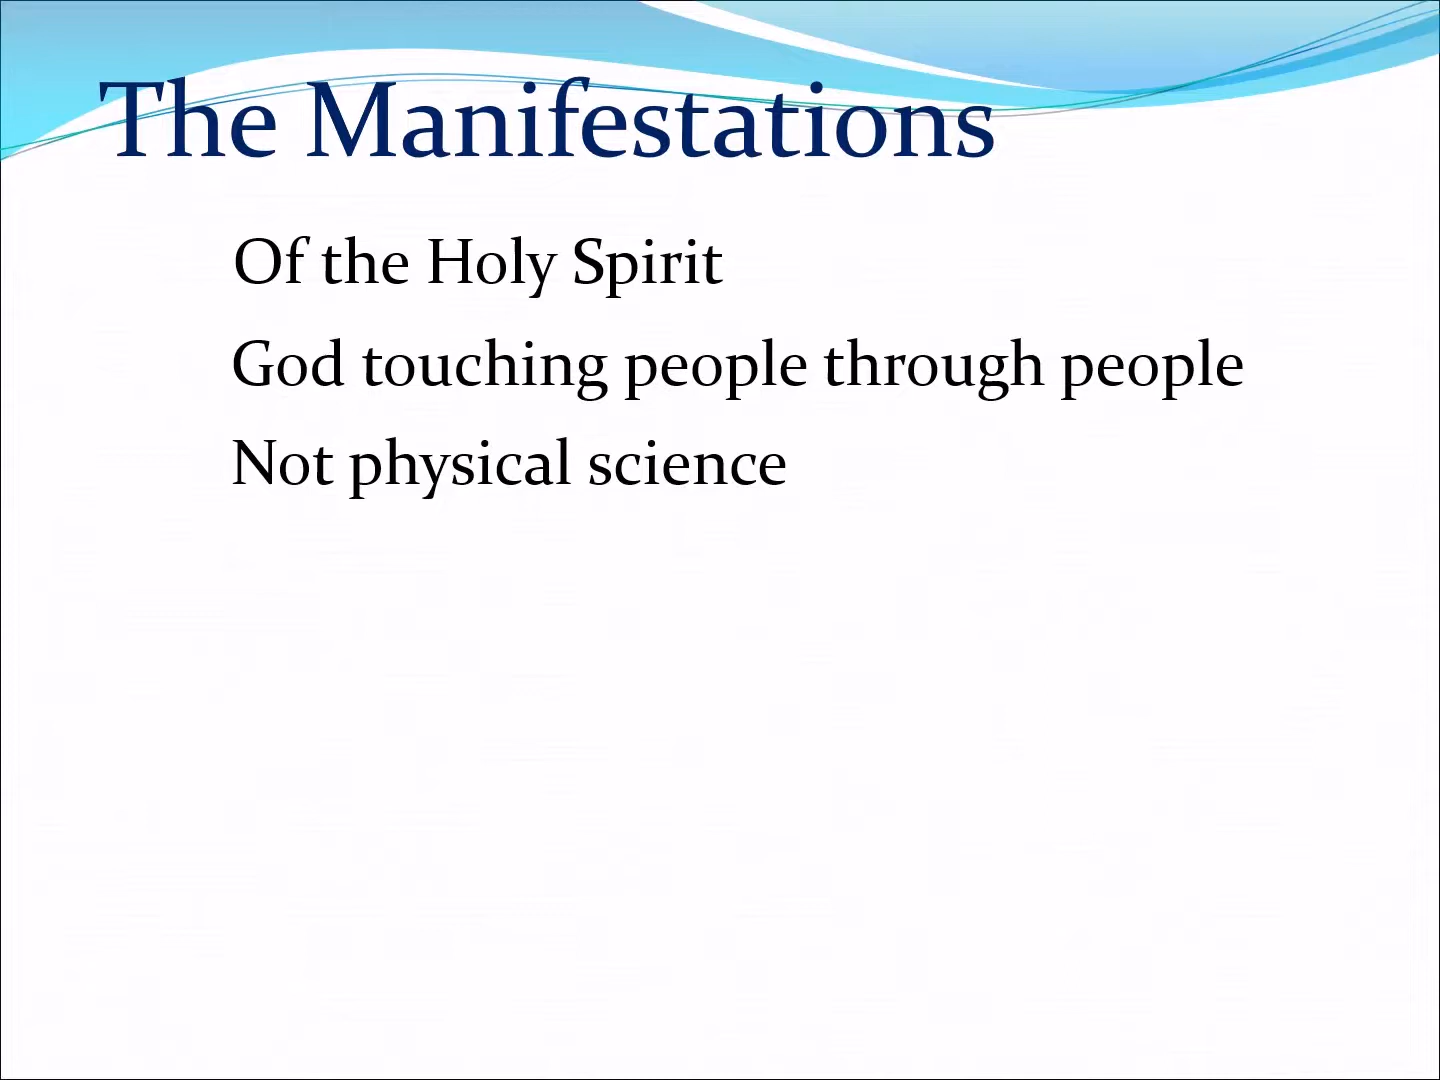 The Manifestations
Of the Holy Spirit
God touching people through people
Not physical science